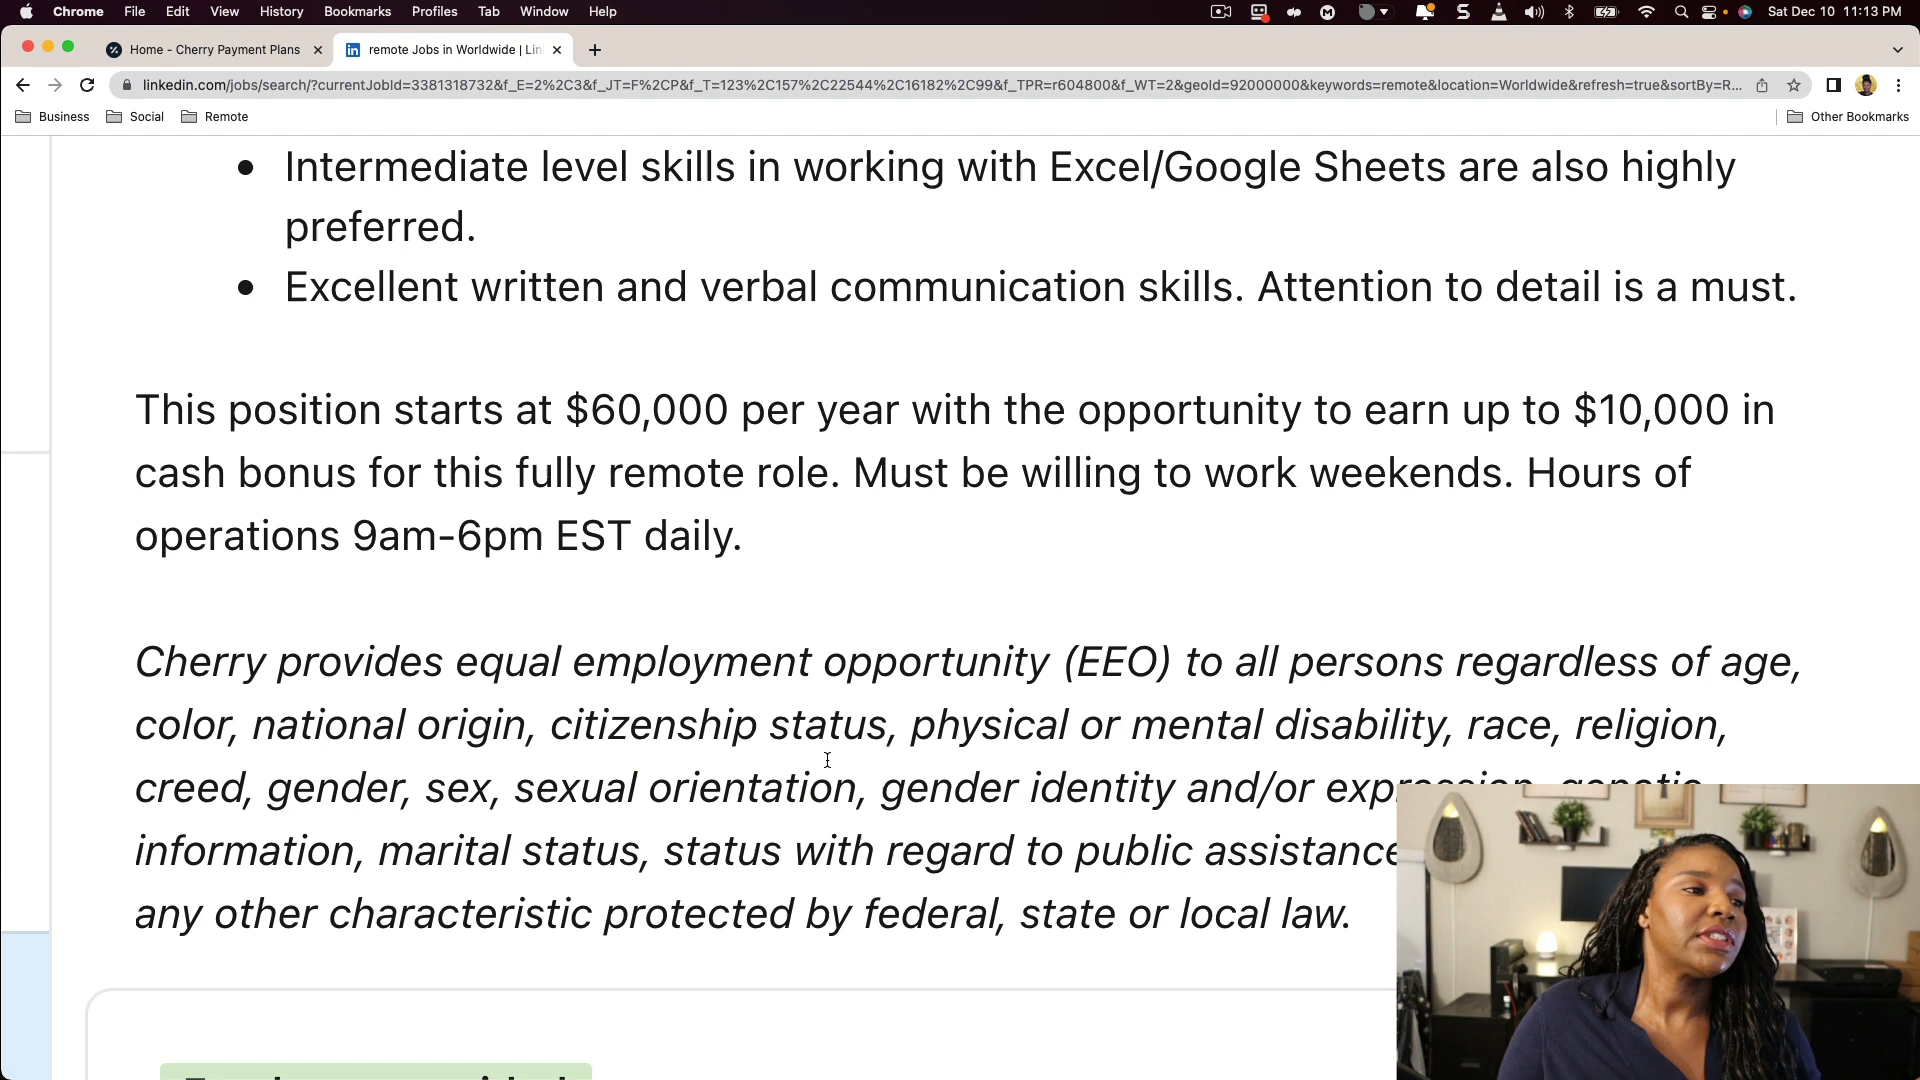 Chrome File Edit View History Bookmarks Profiles Tab Window Help Sat Dec 10 11:13 PM
Home - Cherry Payment Plans remote Jobs in Worldwide | Lin
linkedin.com/jobs/search/?currentJobId=3381318732&f_E=2%2C3&f_JT=F%2CP&f_T=123%2C157%2C22544%2C16182%2C99&f_TPR=r604800&f_WT=2&geoId=92000000&keywords=remote&location=Worldwide&refresh=true&sortBy=R...
Business Social Remote Other Bookmarks
• Intermediate level skills in working with Excel/Google Sheets are also highly
preferred.
• Excellent written and verbal communication skills. Attention to detail is a must.
This position starts at $60,000 per year with the opportunity to earn up to $10,000 in
cash bonus for this fully remote role. Must be willing to work weekends. Hours of
operations 9am-6pm EST daily.
Cherry provides equal employment opportunity (EEO) to all persons regardless of age,
color, national origin, citizenship status, physical or mental disability, race, religion,
creed, gender, sex, sexual orientation, gender identity and/or expression, genetic
information, marital status, status with regard to public assistance
any other characteristic protected by federal, state or local law.